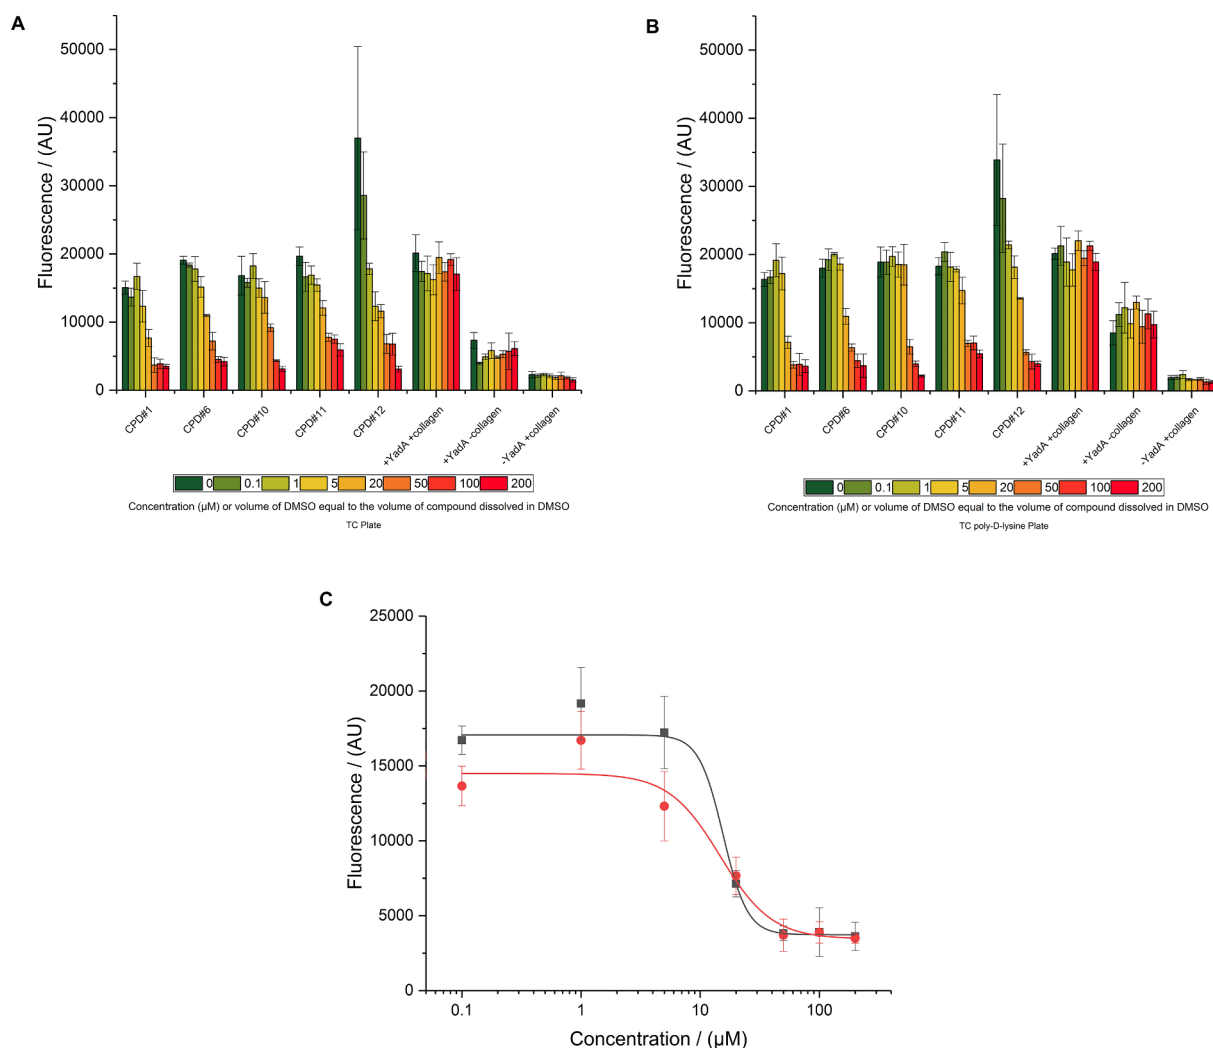 A
Fluorescence / (AU)
50000
40000
30000
20000
10000
0
CPD#1
CPD#6
CPD#10
CPD#11
CPD#12
+YadA +collagen
+YadA -collagen
-YadA +collagen
0 0.1 1 5 20 50 100 200
Concentration (µM) or volume of DMSO equal to the volume of compound dissolved in DMSO
TC Plate
B
Fluorescence / (AU)
50000
40000
30000
20000
10000
0
CPD#1
CPD#6
CPD#10
CPD#11
CPD#12
+YadA +collagen
+YadA -collagen
-YadA +collagen
0 0.1 1 5 20 50 100 200
Concentration (µM) or volume of DMSO equal to the volume of compound dissolved in DMSO
TC poly-D-lysine Plate
C
Fluorescence / (AU)
25000
20000
15000
10000
5000
0
0.1 1 10 100
Concentration / (µM)